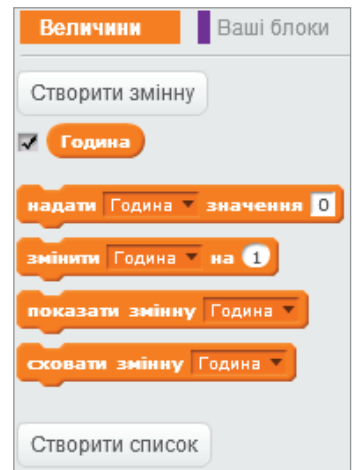 Величини Ваші блоки
Створити змінну
Година
надати Година значення 0
змінити Година на 1
показати змінну Година
сховати змінну Година
Створити список